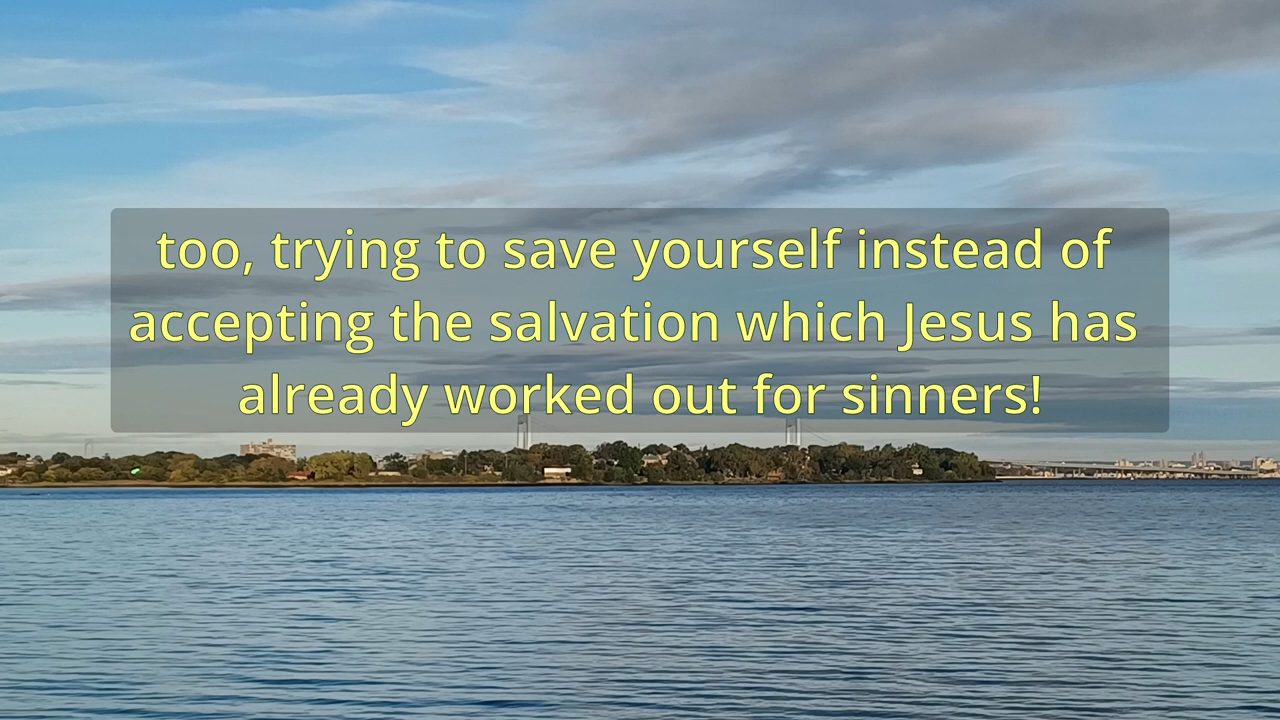 too, trying to save yourself instead of
accepting the salvation which Jesus has
already worked out for sinners!